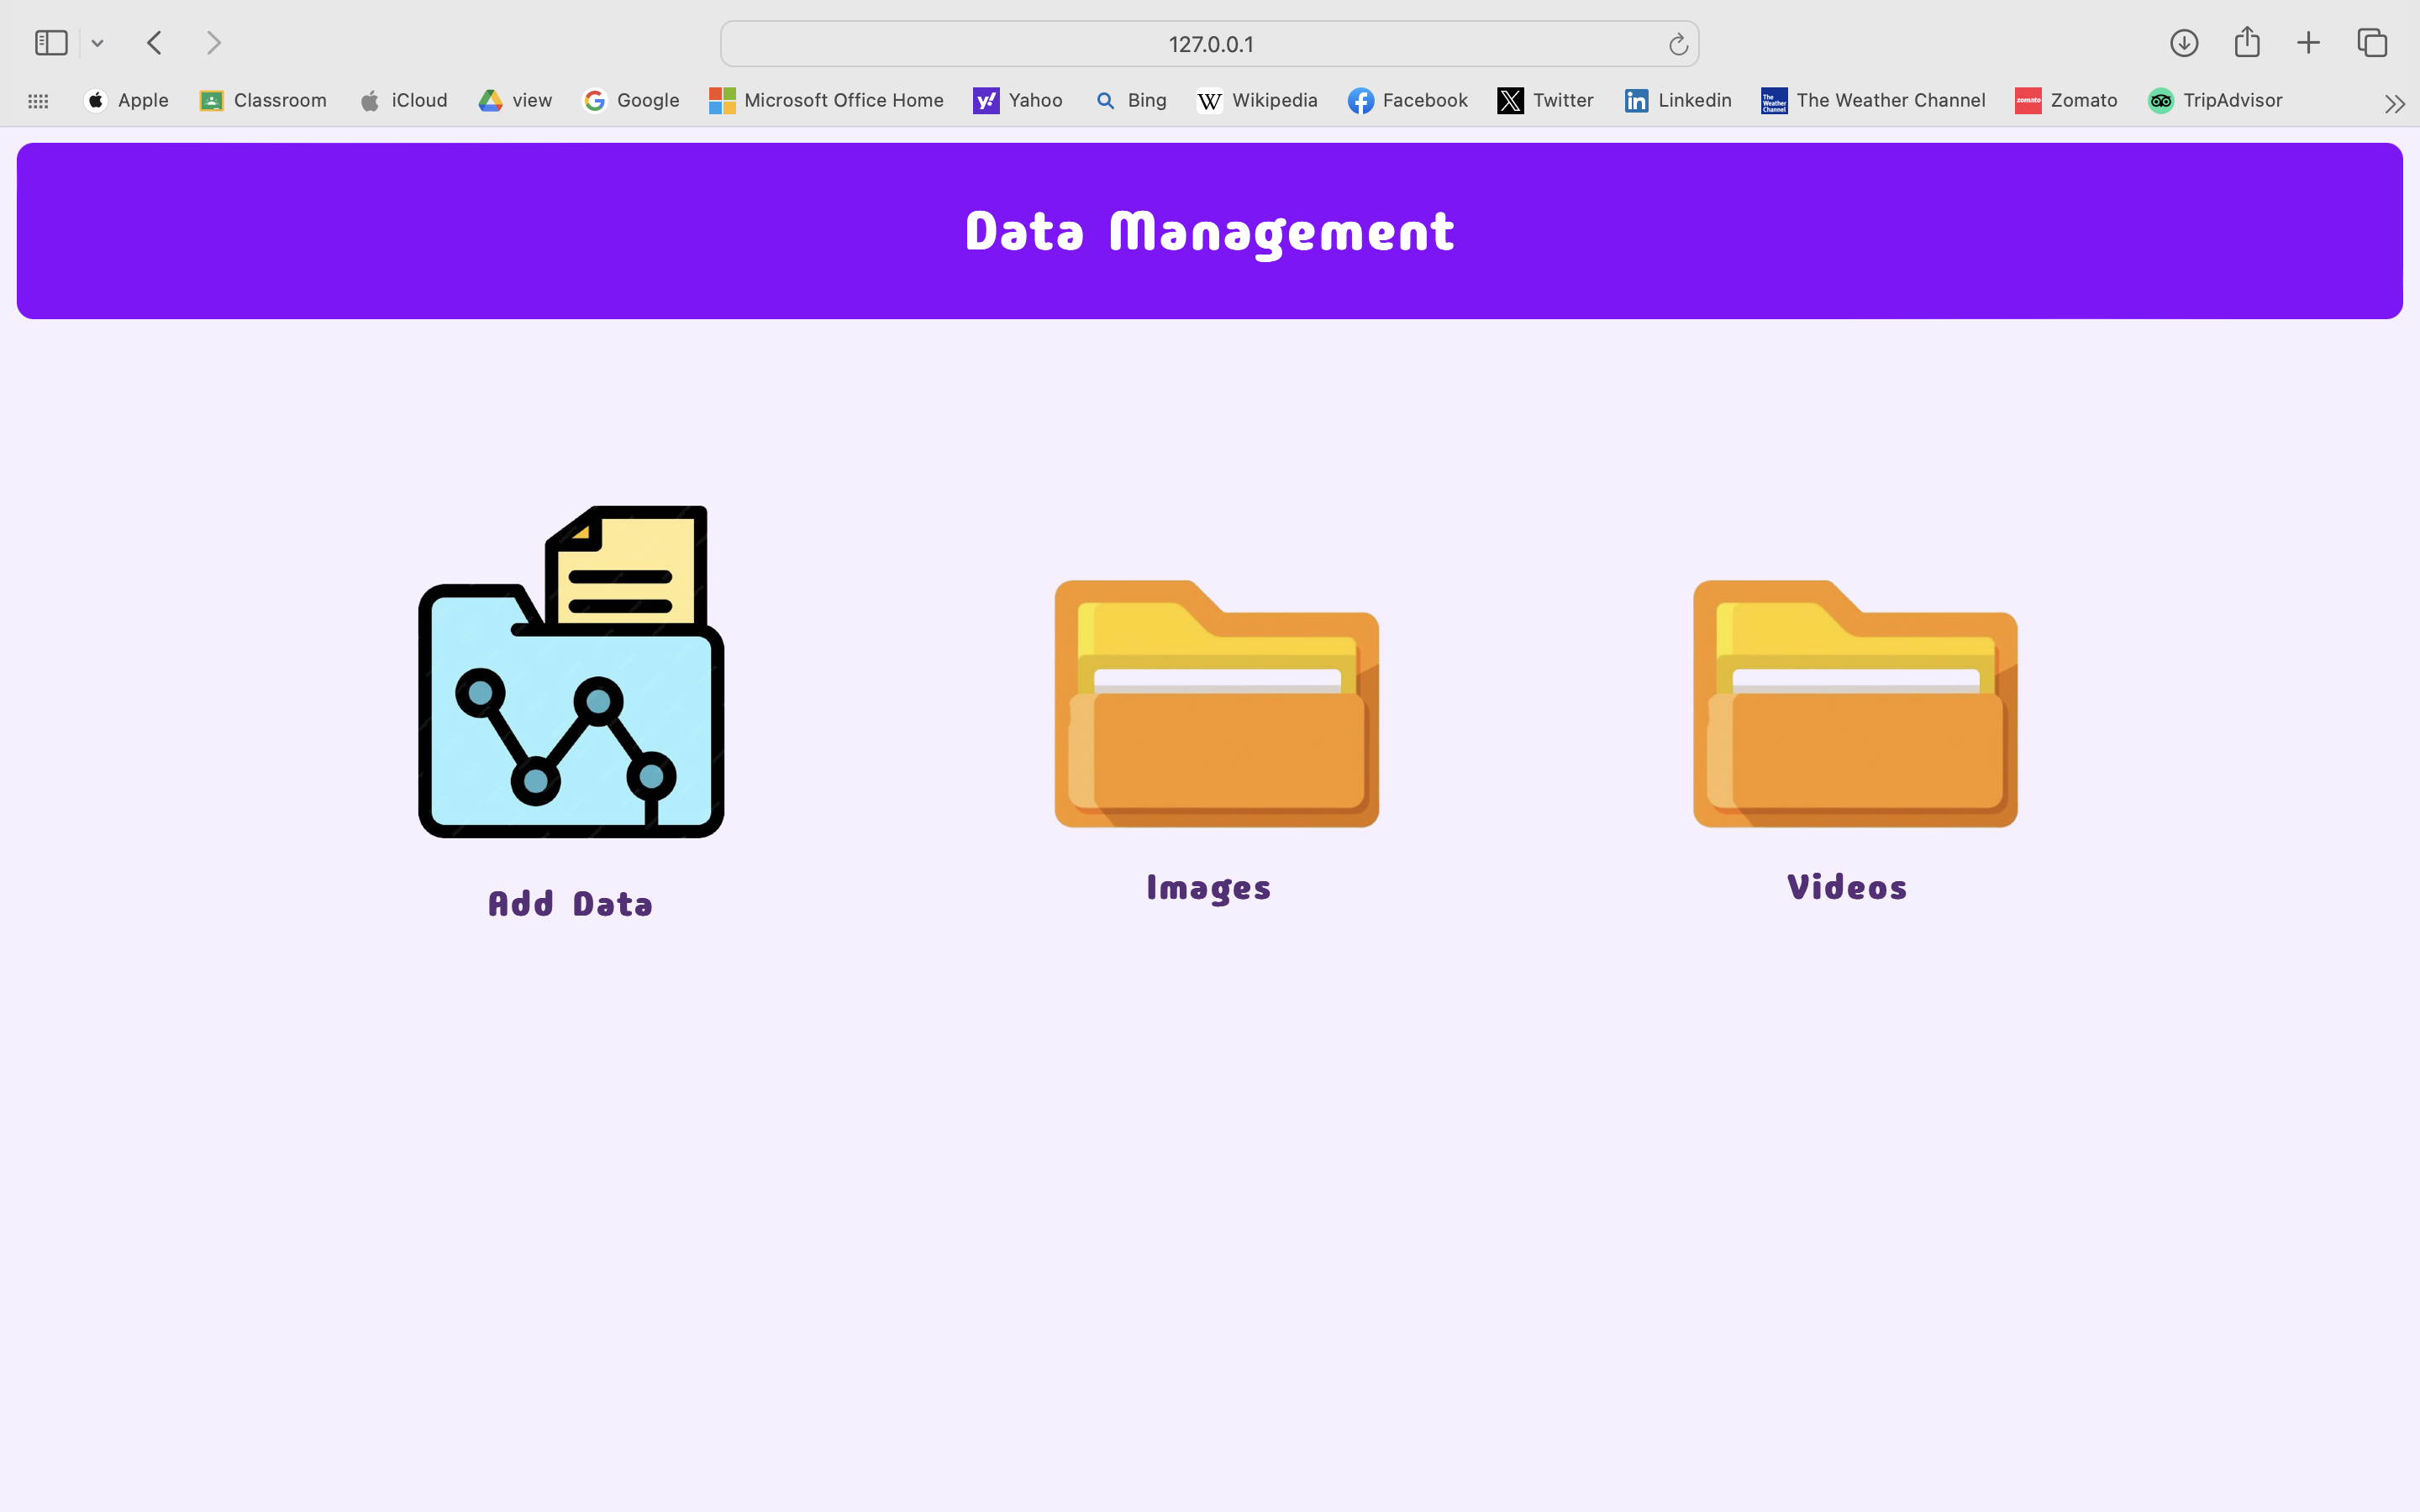 127.0.0.1
Apple Classroom iCloud view Google Microsoft Office Home Yahoo Bing Wikipedia Facebook Twitter Linkedin The Weather Channel Zomato TripAdvisor
Data Management
Add Data
Images
Videos